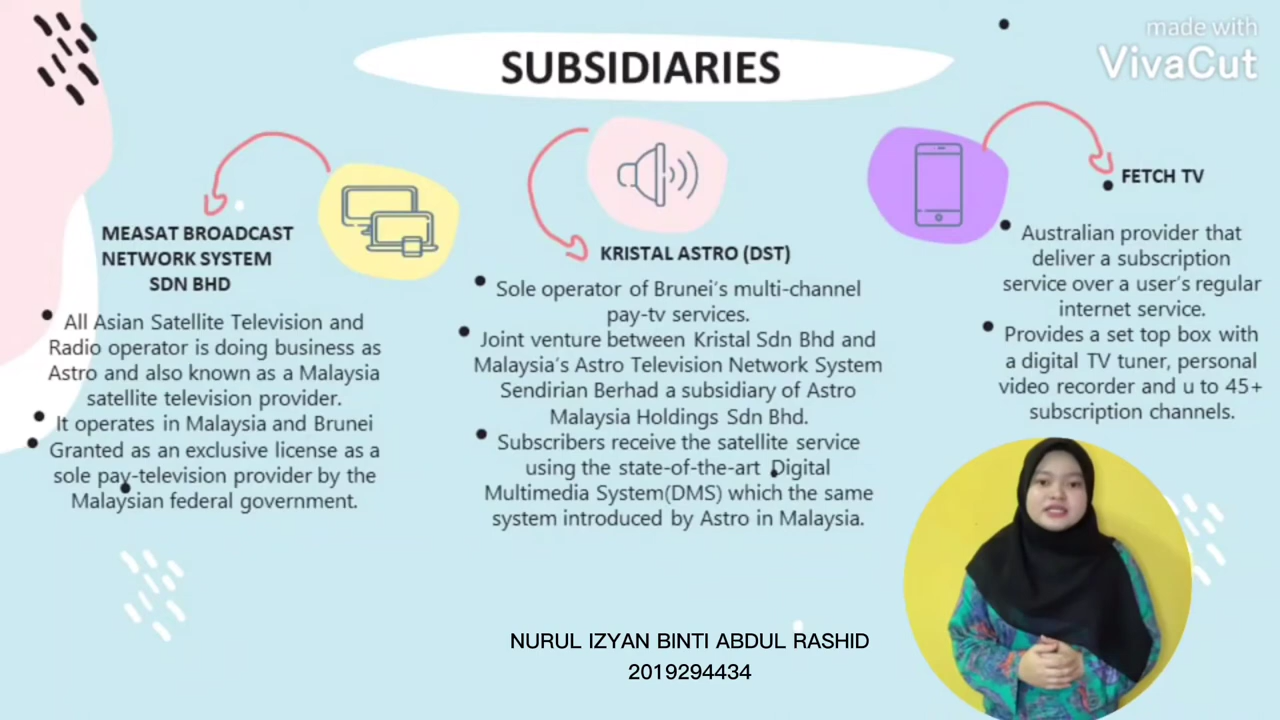 made with
VivaCut
SUBSIDIARIES
MEASAT BROADCAST
NETWORK SYSTEM
SDN BHD
All Asian Satellite Television and
Radio operator is doing business as
Astro and also known as a Malaysia
satellite television provider.
It operates in Malaysia and Brunei
Granted as an exclusive license as a
sole pay-television provider by the
Malaysian federal government.
KRISTAL ASTRO (DST)
Sole operator of Brunei's multi-channel
pay-tv services.
Joint venture between Kristal Sdn Bhd and
Malaysia's Astro Television Network System
Sendirian Berhad a subsidiary of Astro
Malaysia Holdings Sdn Bhd.
Subscribers receive the satellite service
using the state-of-the-art Digital
Multimedia System(DMS) which the same
system introduced by Astro in Malaysia.
FETCH TV
Australian provider that
deliver a subscription
service over a user's regular
internet service.
Provides a set top box with
a digital TV tuner, personal
video recorder and u to 45+
subscription channels.
NURUL IZYAN BINTI ABDUL RASHID
2019294434